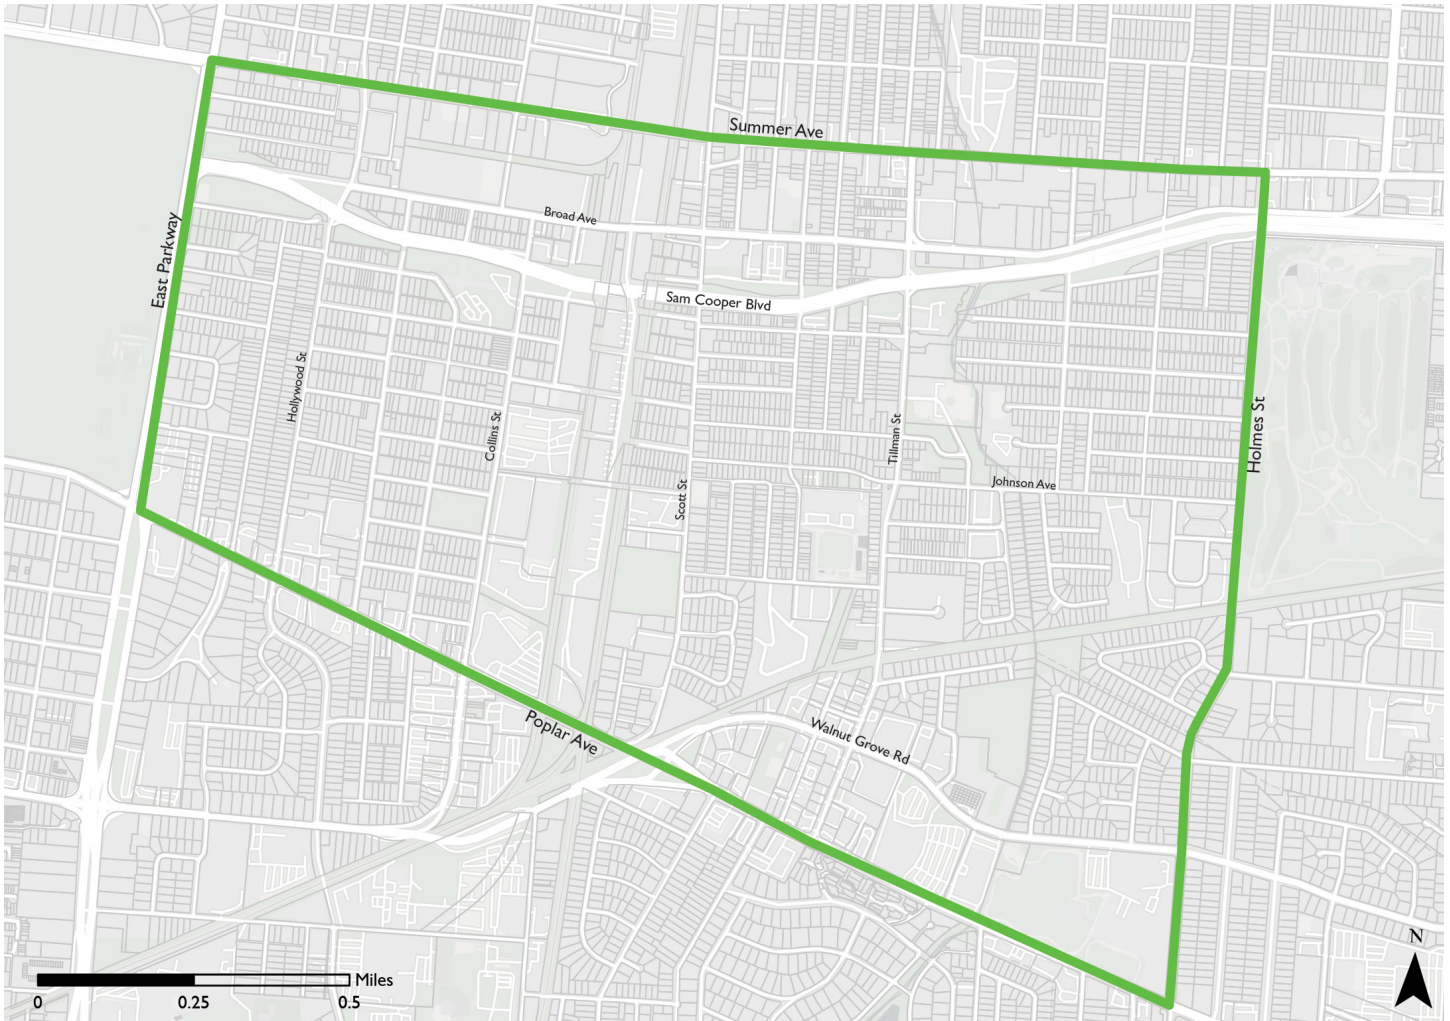 Summer Ave
Broad Ave
East Parkway
Sam Cooper Blvd
Hollywood St
Collins St
Tillman St
Holmes St
Scott St
Johnson Ave
Poplar Ave
Walnut Grove Rd
N
Miles
0 0.25 0.5